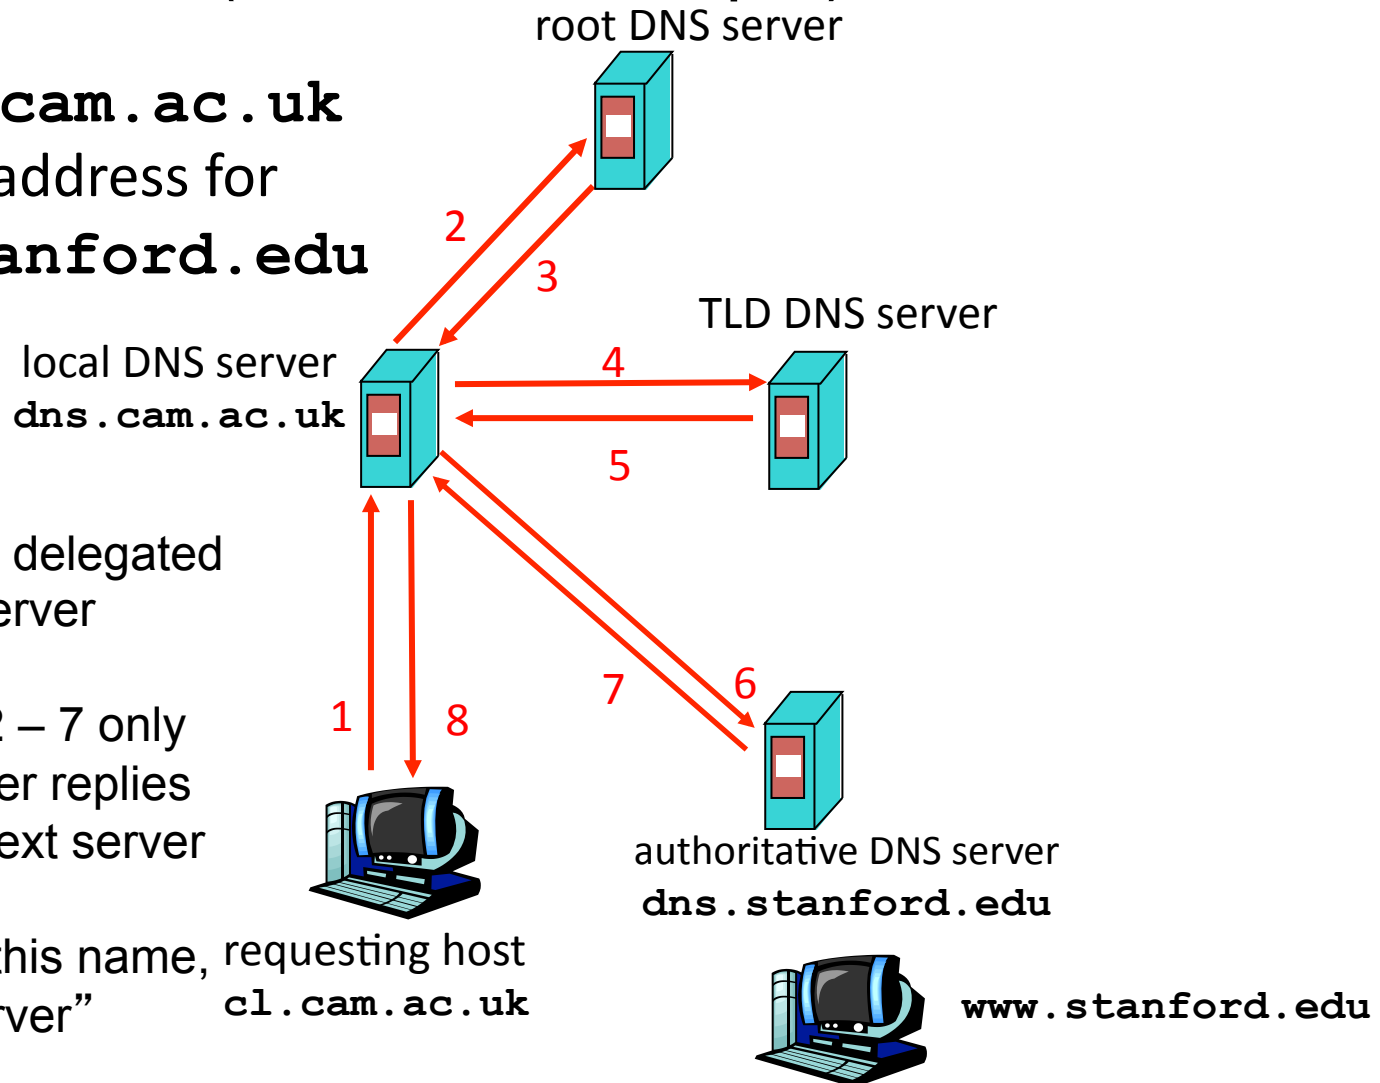 root DNS server
cam.ac.uk
address for
anford.edu
2
3
TLD DNS server
local DNS server
dns.cam.ac.uk
4
5
delegated
erver
1
8
7
6
2 – 7 only
er replies
ext server
authoritative DNS server
dns.stanford.edu
this name,
rver”
requesting host
cl.cam.ac.uk
www.stanford.edu